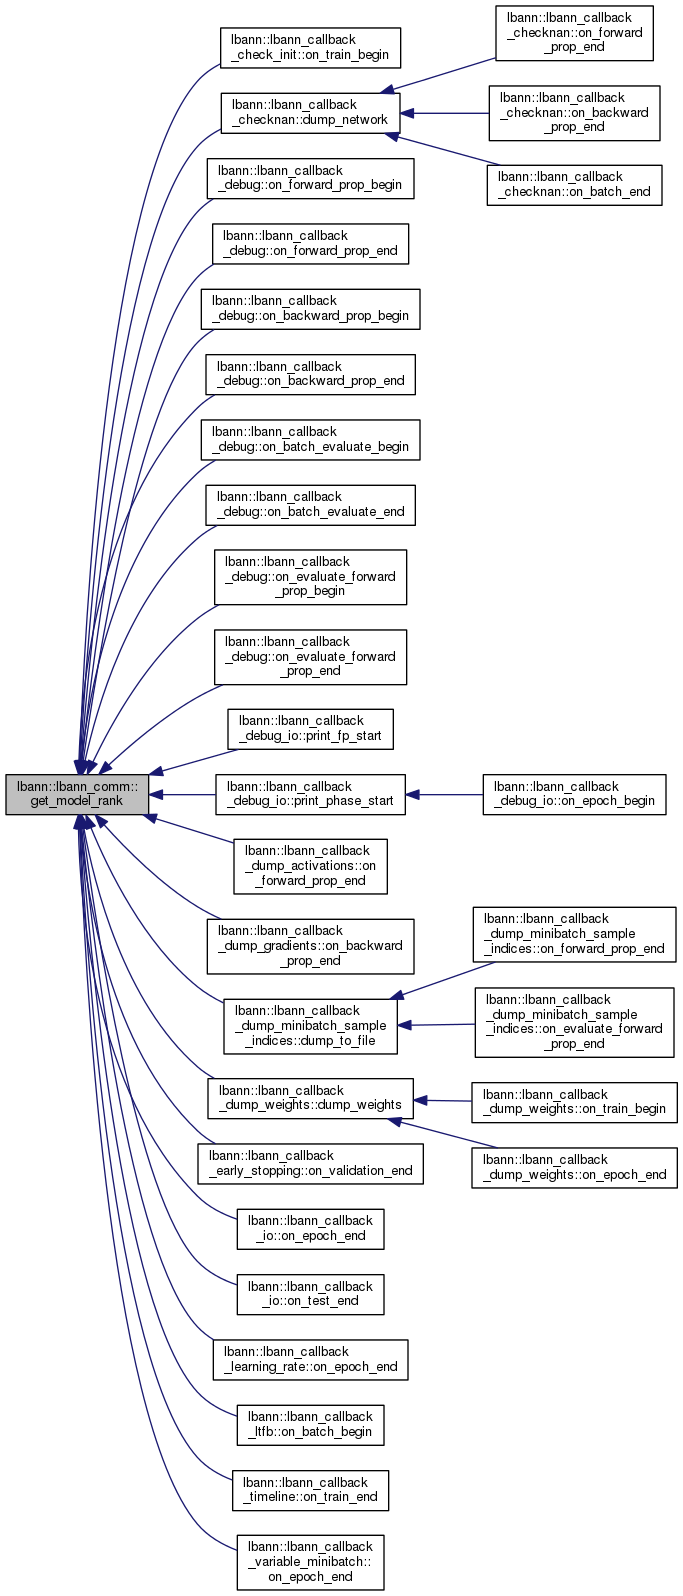 lbann::lbann_callback
_check_init::on_train_begin
lbann::lbann_callback
_checknan::dump_network
lbann::lbann_callback
_debug::on_forward_prop_begin
lbann::lbann_callback
_debug::on_forward_prop_end
lbann::lbann_callback
_debug::on_backward_prop_begin
lbann::lbann_callback
_debug::on_backward_prop_end
lbann::lbann_callback
_debug::on_batch_evaluate_begin
lbann::lbann_callback
_debug::on_batch_evaluate_end
lbann::lbann_callback
_debug::on_evaluate_forward
_prop_begin
lbann::lbann_callback
_debug::on_evaluate_forward
_prop_end
lbann::lbann_callback
_debug_io::print_fp_start
lbann::lbann_comm::
get_model_rank
lbann::lbann_callback
_debug_io::print_phase_start
lbann::lbann_callback
_dump_activations::on
_forward_prop_end
lbann::lbann_callback
_dump_gradients::on_backward
_prop_end
lbann::lbann_callback
_dump_minibatch_sample
_indices::dump_to_file
lbann::lbann_callback
_dump_weights::dump_weights
lbann::lbann_callback
_early_stopping::on_validation_end
lbann::lbann_callback
_io::on_epoch_end
lbann::lbann_callback
_io::on_test_end
lbann::lbann_callback
_learning_rate::on_epoch_end
lbann::lbann_callback
_ltfb::on_batch_begin
lbann::lbann_callback
_timeline::on_train_end
lbann::lbann_callback
_variable_minibatch::
on_epoch_end
lbann::lbann_callback
_checknan::on_forward
_prop_end
lbann::lbann_callback
_checknan::on_backward
_prop_end
lbann::lbann_callback
_checknan::on_batch_end
lbann::lbann_callback
_debug_io::on_epoch_begin
lbann::lbann_callback
_dump_minibatch_sample
_indices::on_forward_prop_end
lbann::lbann_callback
_dump_minibatch_sample
_indices::on_evaluate_forward
_prop_end
lbann::lbann_callback
_dump_weights::on_train_begin
lbann::lbann_callback
_dump_weights::on_epoch_end